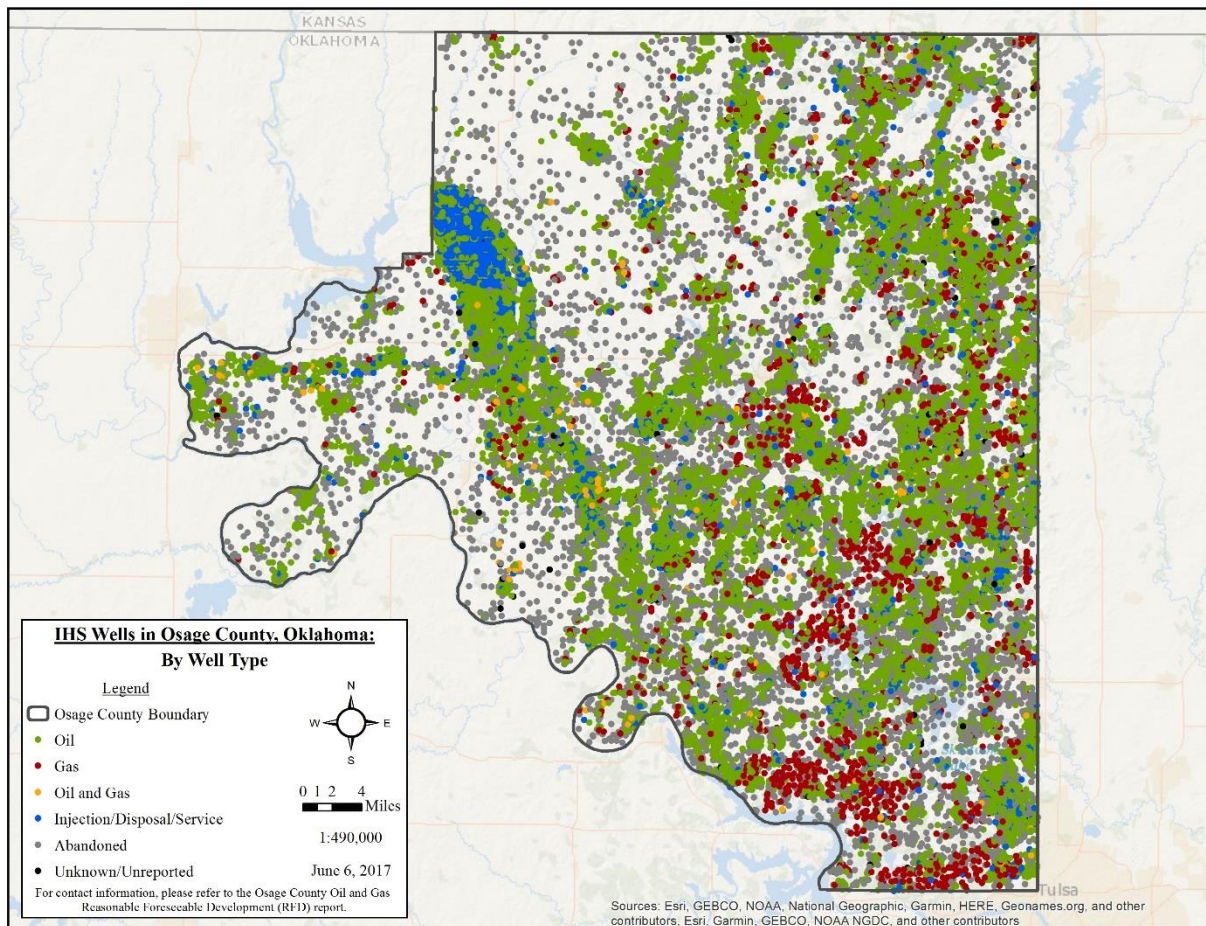 KANSAS
OKLAHOMA
IHS Wells in Osage County, Oklahoma:
By Well Type
Legend
Osage County Boundary
Oil
Gas
Oil and Gas
Injection/Disposal/Service
Abandoned
Unknown/Unreported
N
W E
S
0 1 2 4
Miles
1:490,000
June 6, 2017
For contact information, please refer to the Osage County Oil and Gas
Reasonable Foreseeable Development (RFD) report.
Tulsa
Sources: Esri, GEBCO, NOAA, National Geographic, Garmin, HERE, Geonames.org, and other
contributors, Esri, Garmin, GEBCO, NOAA NGDC, and other contributors